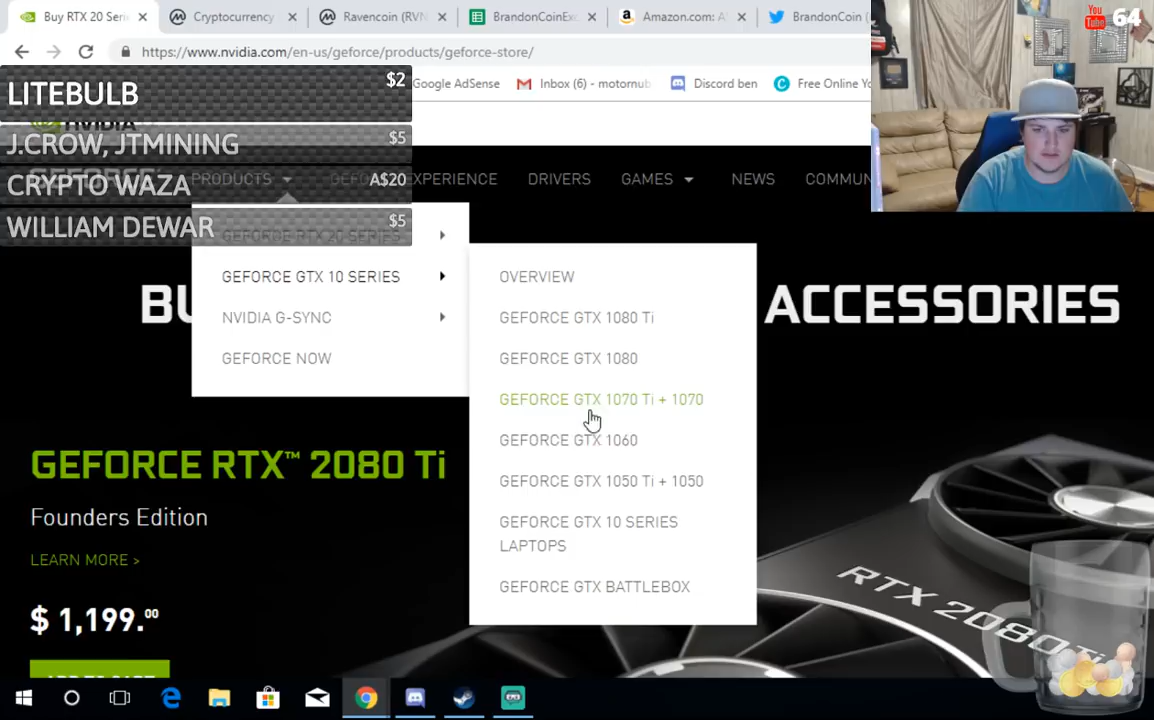 Buy RTX 20 Seri
Cryptocurrency
Ravencoin (RVN
BrandonCoinExc
Amazon.com: A
BrandonCoin (
You Tube 64
https://www.nvidia.com/en-us/geforce/products/geforce-store/
Google AdSense
Inbox (6) - motornub
Discord ben
Free Online Yo
LITEBULB $2
J.CROW, JTMINING $5
CRYPTO WAZA A$20
WILLIAM DEWAR $5
PRODUCTS
EXPERIENCE
DRIVERS
GAMES
NEWS
COMMUN
GEFORCE RTX 20 SERIES
GEFORCE GTX 10 SERIES
NVIDIA G-SYNC
GEFORCE NOW
OVERVIEW
GEFORCE GTX 1080 Ti
GEFORCE GTX 1080
GEFORCE GTX 1070 Ti + 1070
GEFORCE GTX 1060
GEFORCE GTX 1050 Ti + 1050
GEFORCE GTX 10 SERIES
LAPTOPS
GEFORCE GTX BATTLEBOX
ACCESSORIES
GEFORCE RTX™ 2080 Ti
Founders Edition
LEARN MORE >
$ 1,199.00
RTX 2080Ti